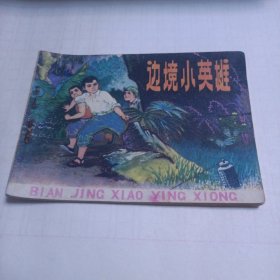 边境小英雄
BIAN JING XIAO YING XIONG